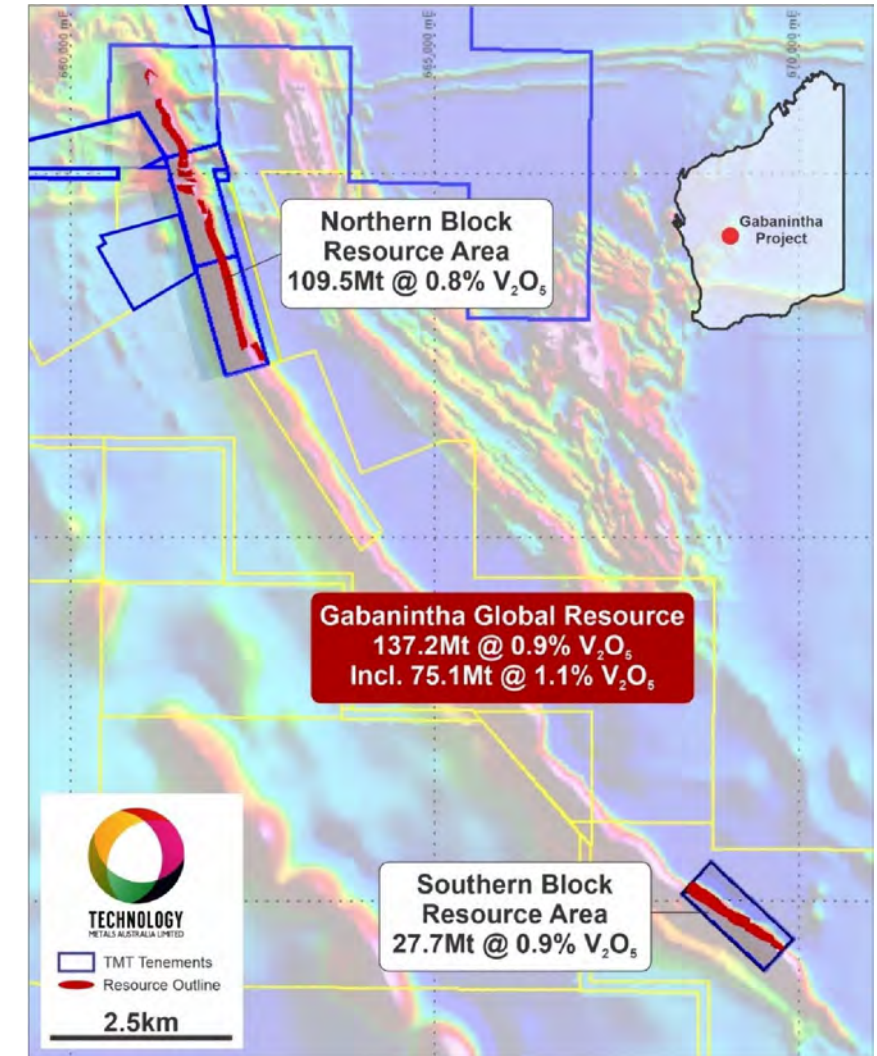 660,000 mE
665,000 mE
670,000 mE
Gabanintha
Project
Northern Block
Resource Area
109.5Mt @ 0.8% V₂O₅
Gabanintha Global Resource
137.2Mt @ 0.9% V₂O₅
Incl. 75.1Mt @ 1.1% V₂O₅
Southern Block
Resource Area
27.7Mt @ 0.9% V₂O₅
TECHNOLOGY
METALS AUSTRALIA LIMITED
TMT Tenements
Resource Outline
2.5km